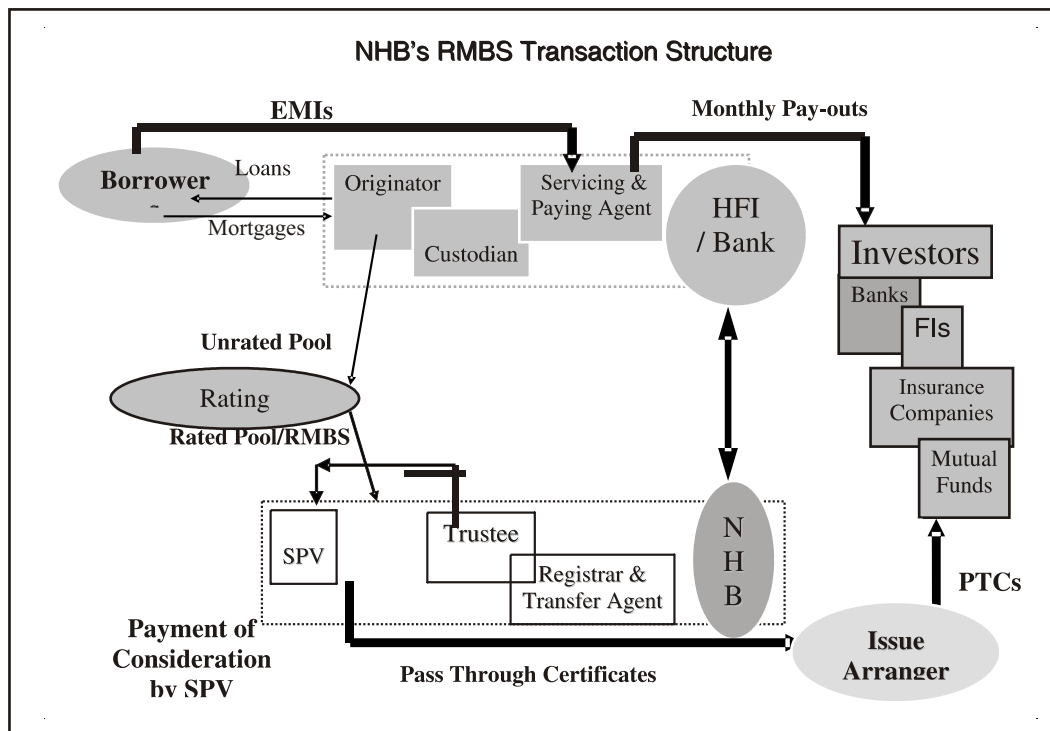 NHB's RMBS Transaction Structure
EMIs
Monthly Pay-outs
Borrower
Loans
Mortgages
Originator
Custodian
Servicing &
Paying Agent
HFI
/ Bank
Investors
Banks
FIs
Insurance
Companies
Mutual
Funds
Unrated Pool
Rating
Rated Pool/RMBS
SPV
Trustee
Registrar &
Transfer Agent
N
H
B
PTCs
Payment of
Consideration
by SPV
Pass Through Certificates
Issue
Arranger